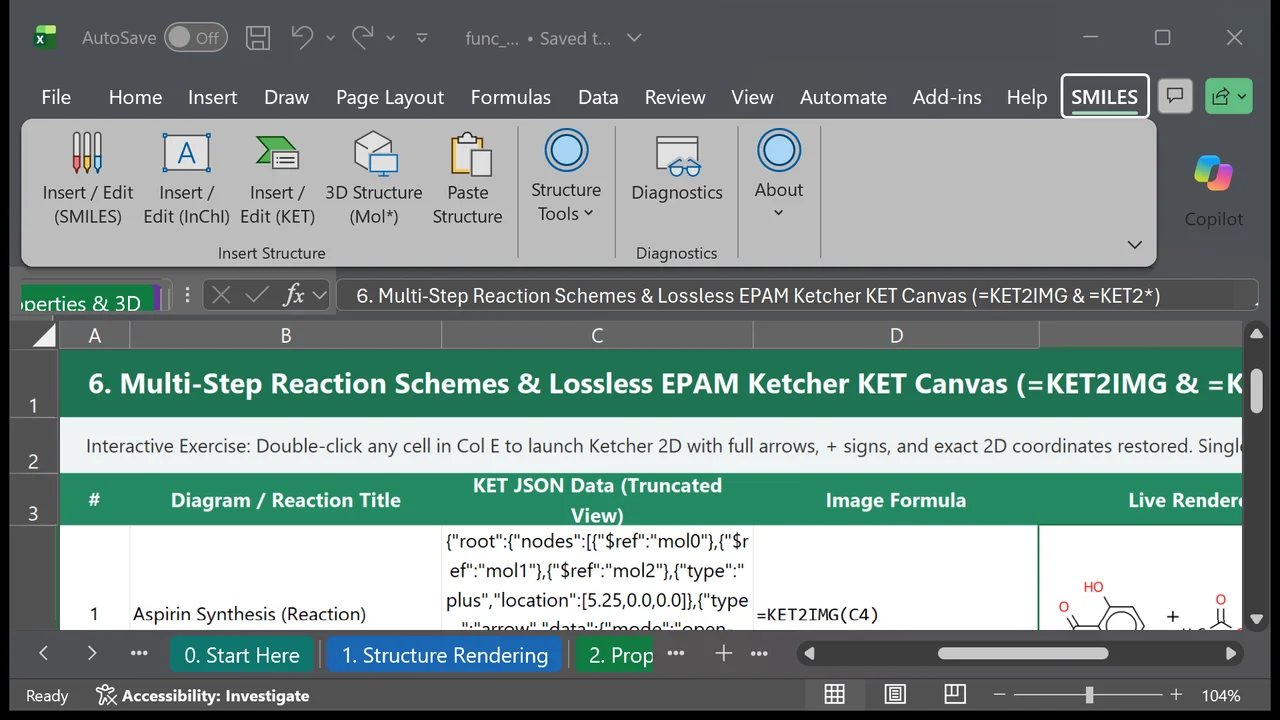 AutoSave Off func_... • Saved t...
File Home Insert Draw Page Layout Formulas Data Review View Automate Add-ins Help SMILES
Insert / Edit (SMILES)
Insert / Edit (InChI)
Insert / Edit (KET)
3D Structure (Mol*)
Paste Structure
Structure Tools
Diagnostics
About
Copilot
Insert Structure Diagnostics
operties & 3D fx 6. Multi-Step Reaction Schemes & Lossless EPAM Ketcher KET Canvas (=KET2IMG & =KET2*)
A B C D
1 6. Multi-Step Reaction Schemes & Lossless EPAM Ketcher KET Canvas (=KET2IMG & =K
2 Interactive Exercise: Double-click any cell in Col E to launch Ketcher 2D with full arrows, + signs, and exact 2D coordinates restored. Singl
3 # Diagram / Reaction Title KET JSON Data (Truncated View) Image Formula Live Rendere
1 Aspirin Synthesis (Reaction)
{"root":{"nodes":[{"$ref":"mol0"},{"$r
ef":"mol1"},{"$ref":"mol2"},{"type":"
plus","location":[5.25,0.0,0.0]},{"type
":"arrow","data":{"mode":"open-
=KET2IMG(C4)
HO
O + O
0. Start Here 1. Structure Rendering 2. Prop
Ready Accessibility: Investigate 104%